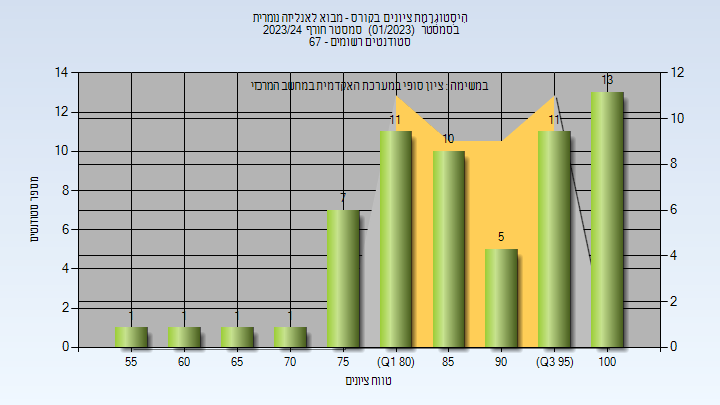 היסטוגרמת ציונים בקורס - מבוא לאנליזה נומרית
בסמסטר (01/2023) סמסטר חורף 2023/24
סטודנטים רשומים - 67
במשימה : ציון סופי במערכת האקדמית במחשב המרכזי
14 12 10 8 6 4 2 0
מספר סטודנטים
12 10 8 6 4 2 0
1 1 1 1 7 11 10 5 11 13
55 60 65 70 75 (Q1 80) 85 90 (Q3 95) 100
טווח ציונים